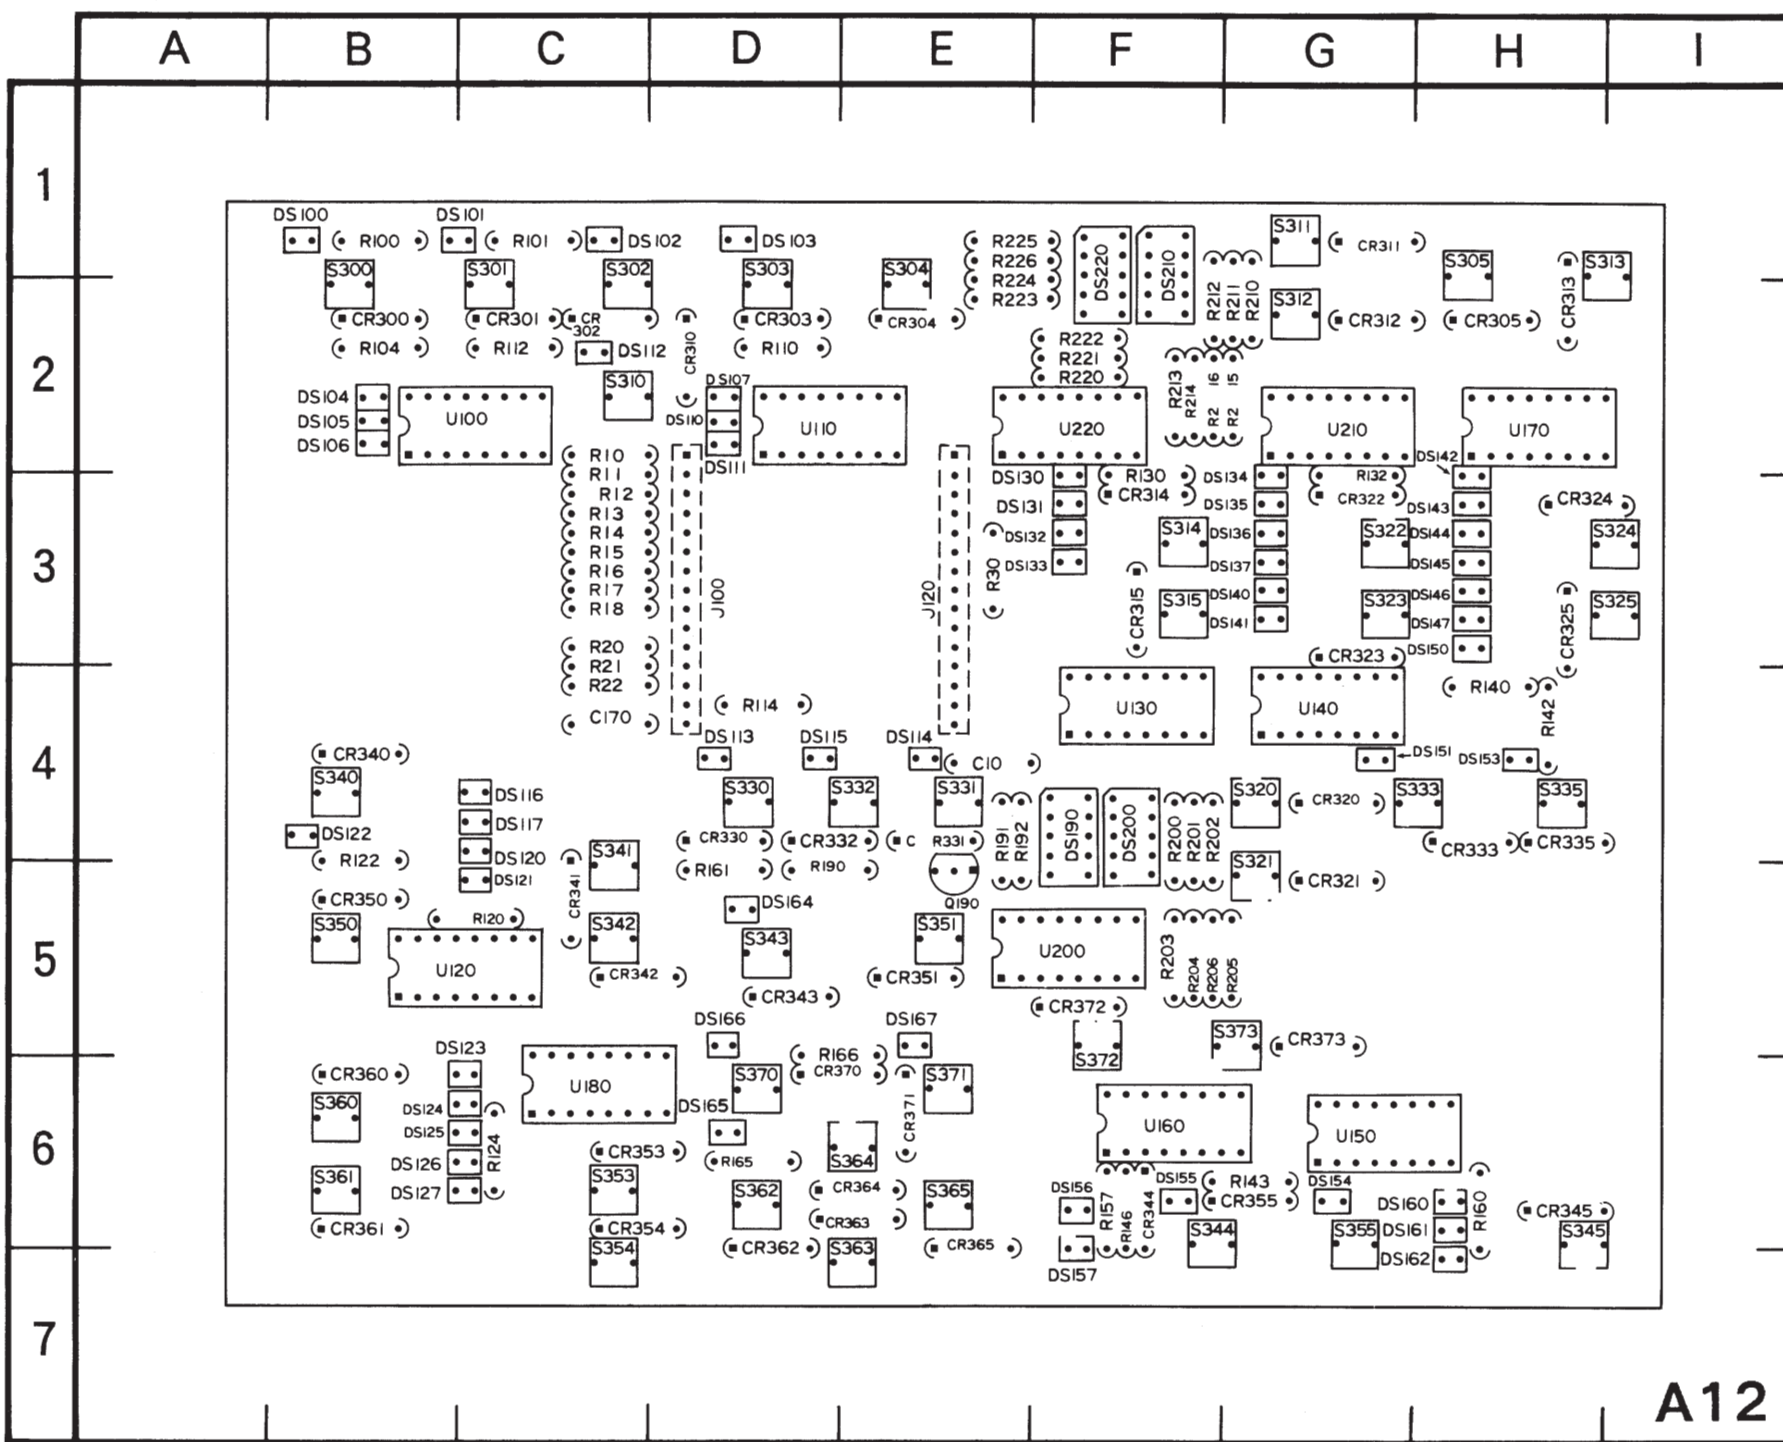 A B C D E F G H I
1
DS100 DS101
R100 R101 DS102 DS103 R225 S311 CR311
R226
S300 S301 S302 S303 S304 R224 DS220 DS210 S305 S313
R223 R212 R211 R210 S312 CR313
CR300 CR301 CR 302 CR303 CR304 CR312 CR305
R104 R112 DS112 CR310 R110 R222
R221
2
S310 DS107 R220 R213 R214 R2 16 R2 15
DS104 U100 DS110 U110 U220 U210 U170
DS105
DS106 DS111 DS142
R10
R11 DS130 R130 DS134 R132
R12 CR314 CR322
R13 DS131 DS135 DS143 CR324
R14 DS132 S314 DS136 S322 DS144 S324
3
R15
R16 DS133 DS137 DS145
R17 J100 J120 R30 CR315 S315 DS140 S323 DS146 S325
R18 DS141 DS147 CR325
R20 DS150
R21 CR323
R22 R140
C170 R114 U130 U140 R142
DS113 DS115 DS114 DS151
4
CR340 C10 DS153
S340 DS116 S330 S332 S331 S320 CR320 S333 S335
DS117 R191 R192 DS190 DS200 R200 R201 R202
DS122 CR330 CR332 C R331 CR333 CR335
R122 DS120 S341 R161 R190 S321
DS121 CR341 CR321
CR350 DS164 Q190
S350 R120 S342 S351
5
U120 S343 U200 R203 R204 R206 R205
CR342 CR351
CR343 CR372
DS166 DS167 S373
DS123 R166 S372 CR373
CR360 U180 S370 CR370 S371
S360 DS124 DS165 CR371 U160 U150
DS125
6
R124 CR353 S364
DS126 R165
S361 DS127 S353 S362 CR364 S365 DS156 R157 R146 CR344 DS155 R143 DS154 R160
CR355 DS160
CR361 CR354 CR363 CR345
S354 CR362 S363 CR365 S344 S355 DS161 S345
DS157 DS162
7
A12